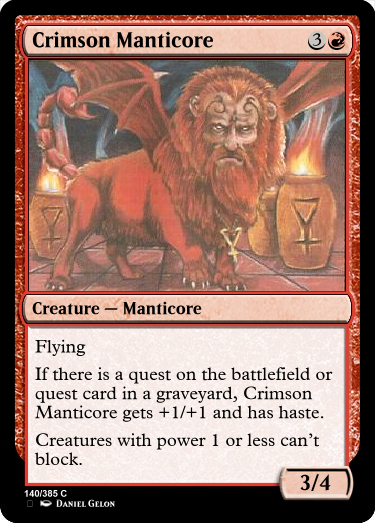 Crimson Manticore 3
Creature — Manticore
Flying
If there is a quest on the battlefield or
quest card in a graveyard, Crimson
Manticore gets +1/+1 and has haste.
Creatures with power 1 or less can't
block.
3/4
140/385 C
Daniel Gelon